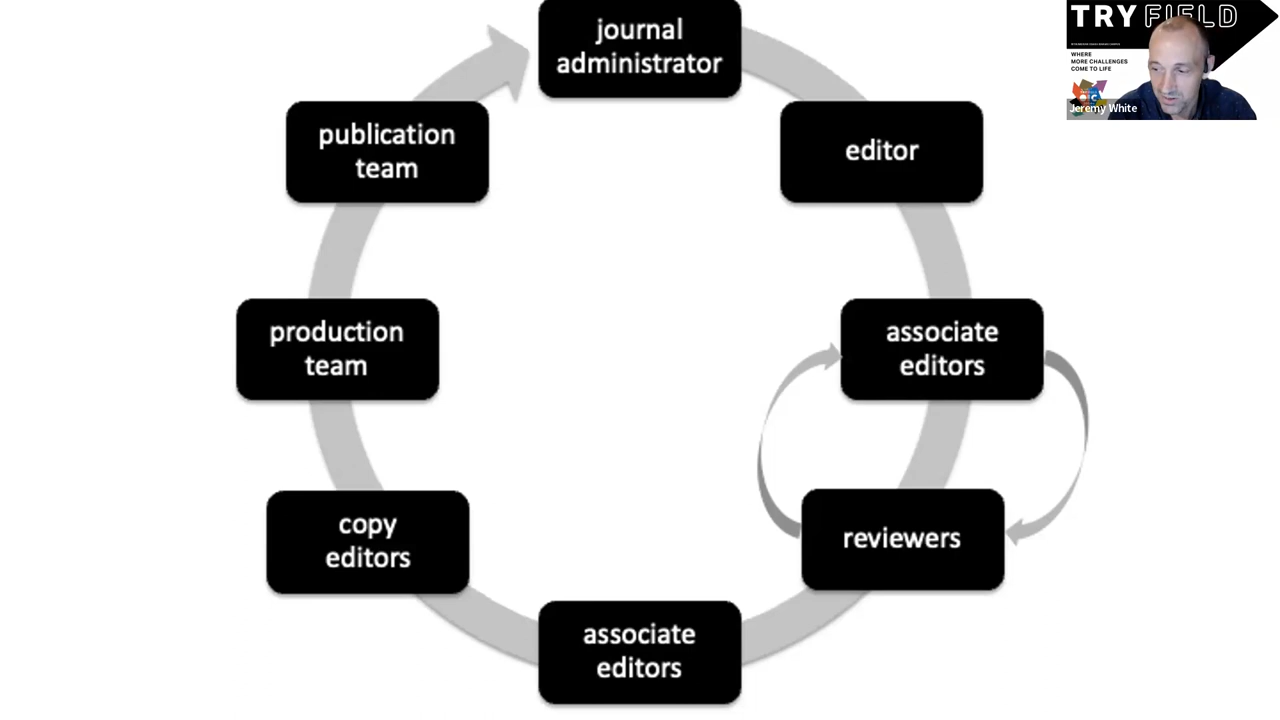 journal
administrator
editor
associate
editors
reviewers
associate
editors
copy
editors
production
team
publication
team
TRY FIELD
WHERE
MORE CHALLENGES
COME TO LIFE
Jeremy White